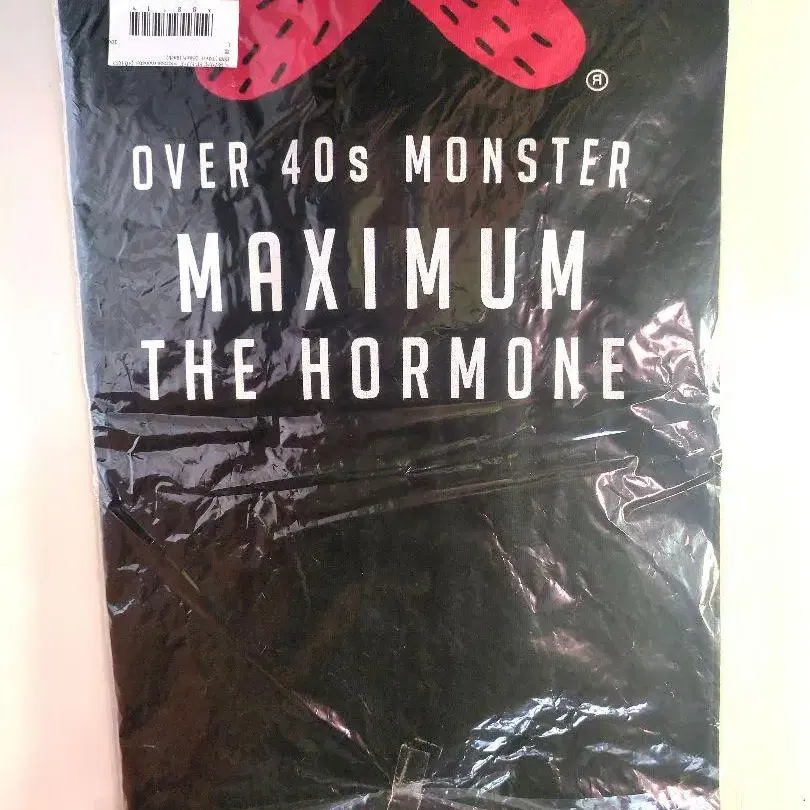 ®
OVER 40s MONSTER
MAXIMUM
THE HORMONE